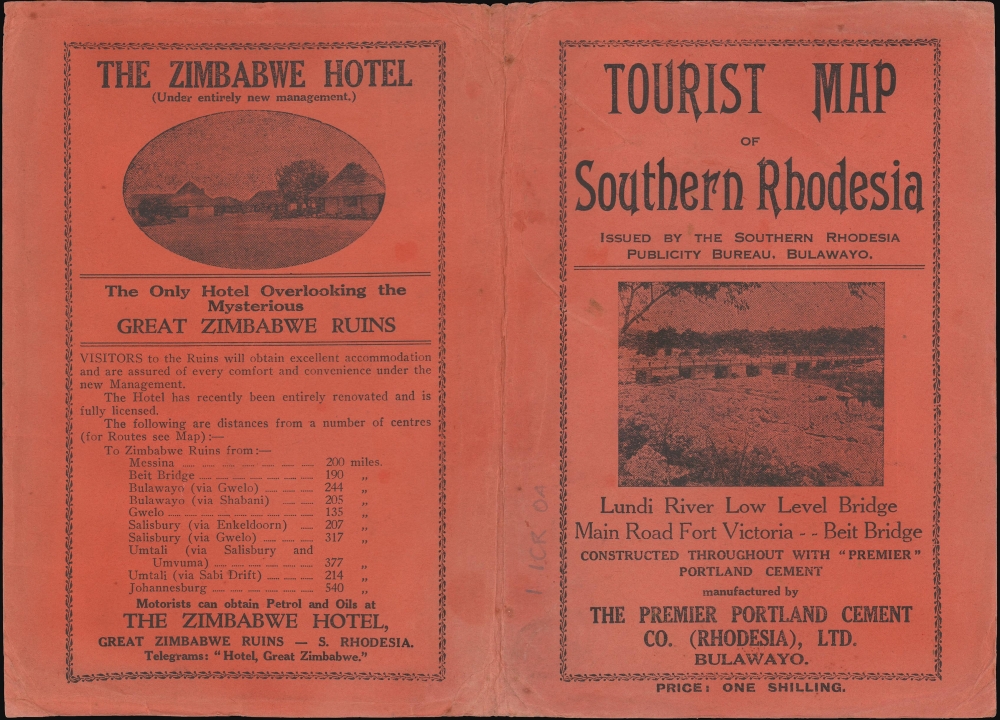 THE ZIMBABWE HOTEL
(Under entirely new management.)
The Only Hotel Overlooking the
Mysterious
GREAT ZIMBABWE RUINS
VISITORS to the Ruins will obtain excellent accommodation
and are assured of every comfort and convenience under the
new Management.
The Hotel has recently been entirely renovated and is
fully licensed.
The following are distances from a number of centres
(for Routes see Map):—
To Zimbabwe Ruins from:—
Messina ..... ..... ..... ..... ..... ..... 200 miles.
Beit Bridge ..... ..... ..... ..... ..... 190 „
Bulawayo (via Gwelo) ..... ..... 244 „
Bulawayo (via Shabani) ..... 205 „
Gwelo ..... ..... ..... ..... ..... ..... 135 „
Salisbury (via Enkeldoorn) ..... 207 „
Salisbury (via Gwelo) ..... ..... 317 „
Umtali (via Salisbury and
Umvuma) ..... ..... ..... ..... 377 „
Umtali (via Sabi Drift) ..... ..... 214 „
Johannesburg ..... ..... ..... ..... 540 „
Motorists can obtain Petrol and Oils at
THE ZIMBABWE HOTEL,
GREAT ZIMBABWE RUINS — S. RHODESIA.
Telegrams: "Hotel, Great Zimbabwe."
TOURIST MAP
OF
Southern Rhodesia
ISSUED BY THE SOUTHERN RHODESIA
PUBLICITY BUREAU, BULAWAYO.
Lundi River Low Level Bridge
Main Road Fort Victoria - - Beit Bridge
CONSTRUCTED THROUGHOUT WITH "PREMIER"
PORTLAND CEMENT
manufactured by
THE PREMIER PORTLAND CEMENT
CO. (RHODESIA), LTD.
BULAWAYO.
PRICE: ONE SHILLING.